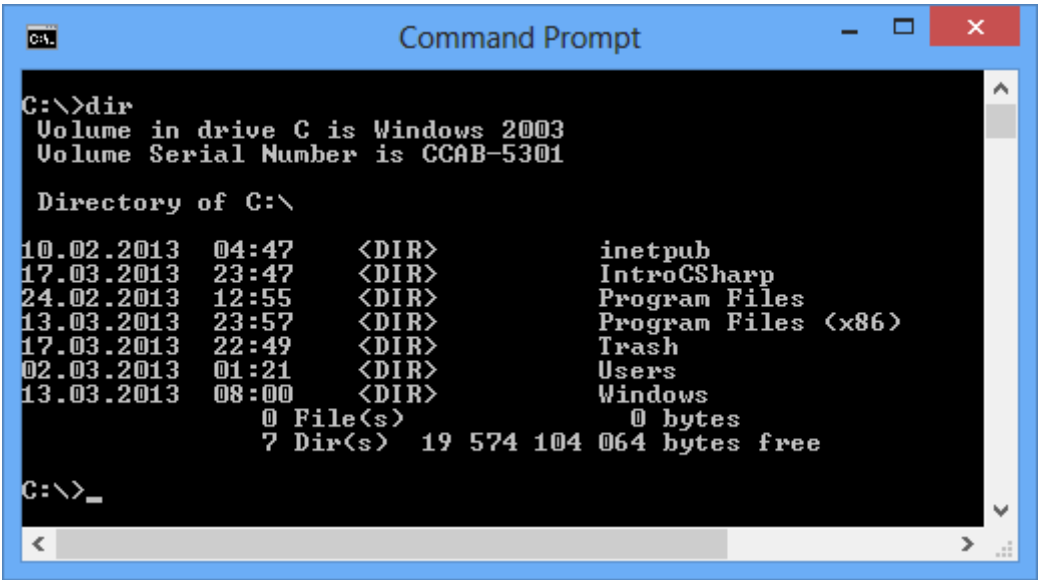 Command Prompt
C:\>dir
 Volume in drive C is Windows 2003
 Volume Serial Number is CCAB-5301

 Directory of C:\

10.02.2013  04:47    <DIR>          inetpub
17.03.2013  23:47    <DIR>          IntroCSharp
24.02.2013  12:55    <DIR>          Program Files
13.03.2013  23:57    <DIR>          Program Files (x86)
17.03.2013  22:49    <DIR>          Trash
02.03.2013  01:21    <DIR>          Users
13.03.2013  08:00    <DIR>          Windows
               0 File(s)              0 bytes
               7 Dir(s)  19 574 104 064 bytes free

C:\>_